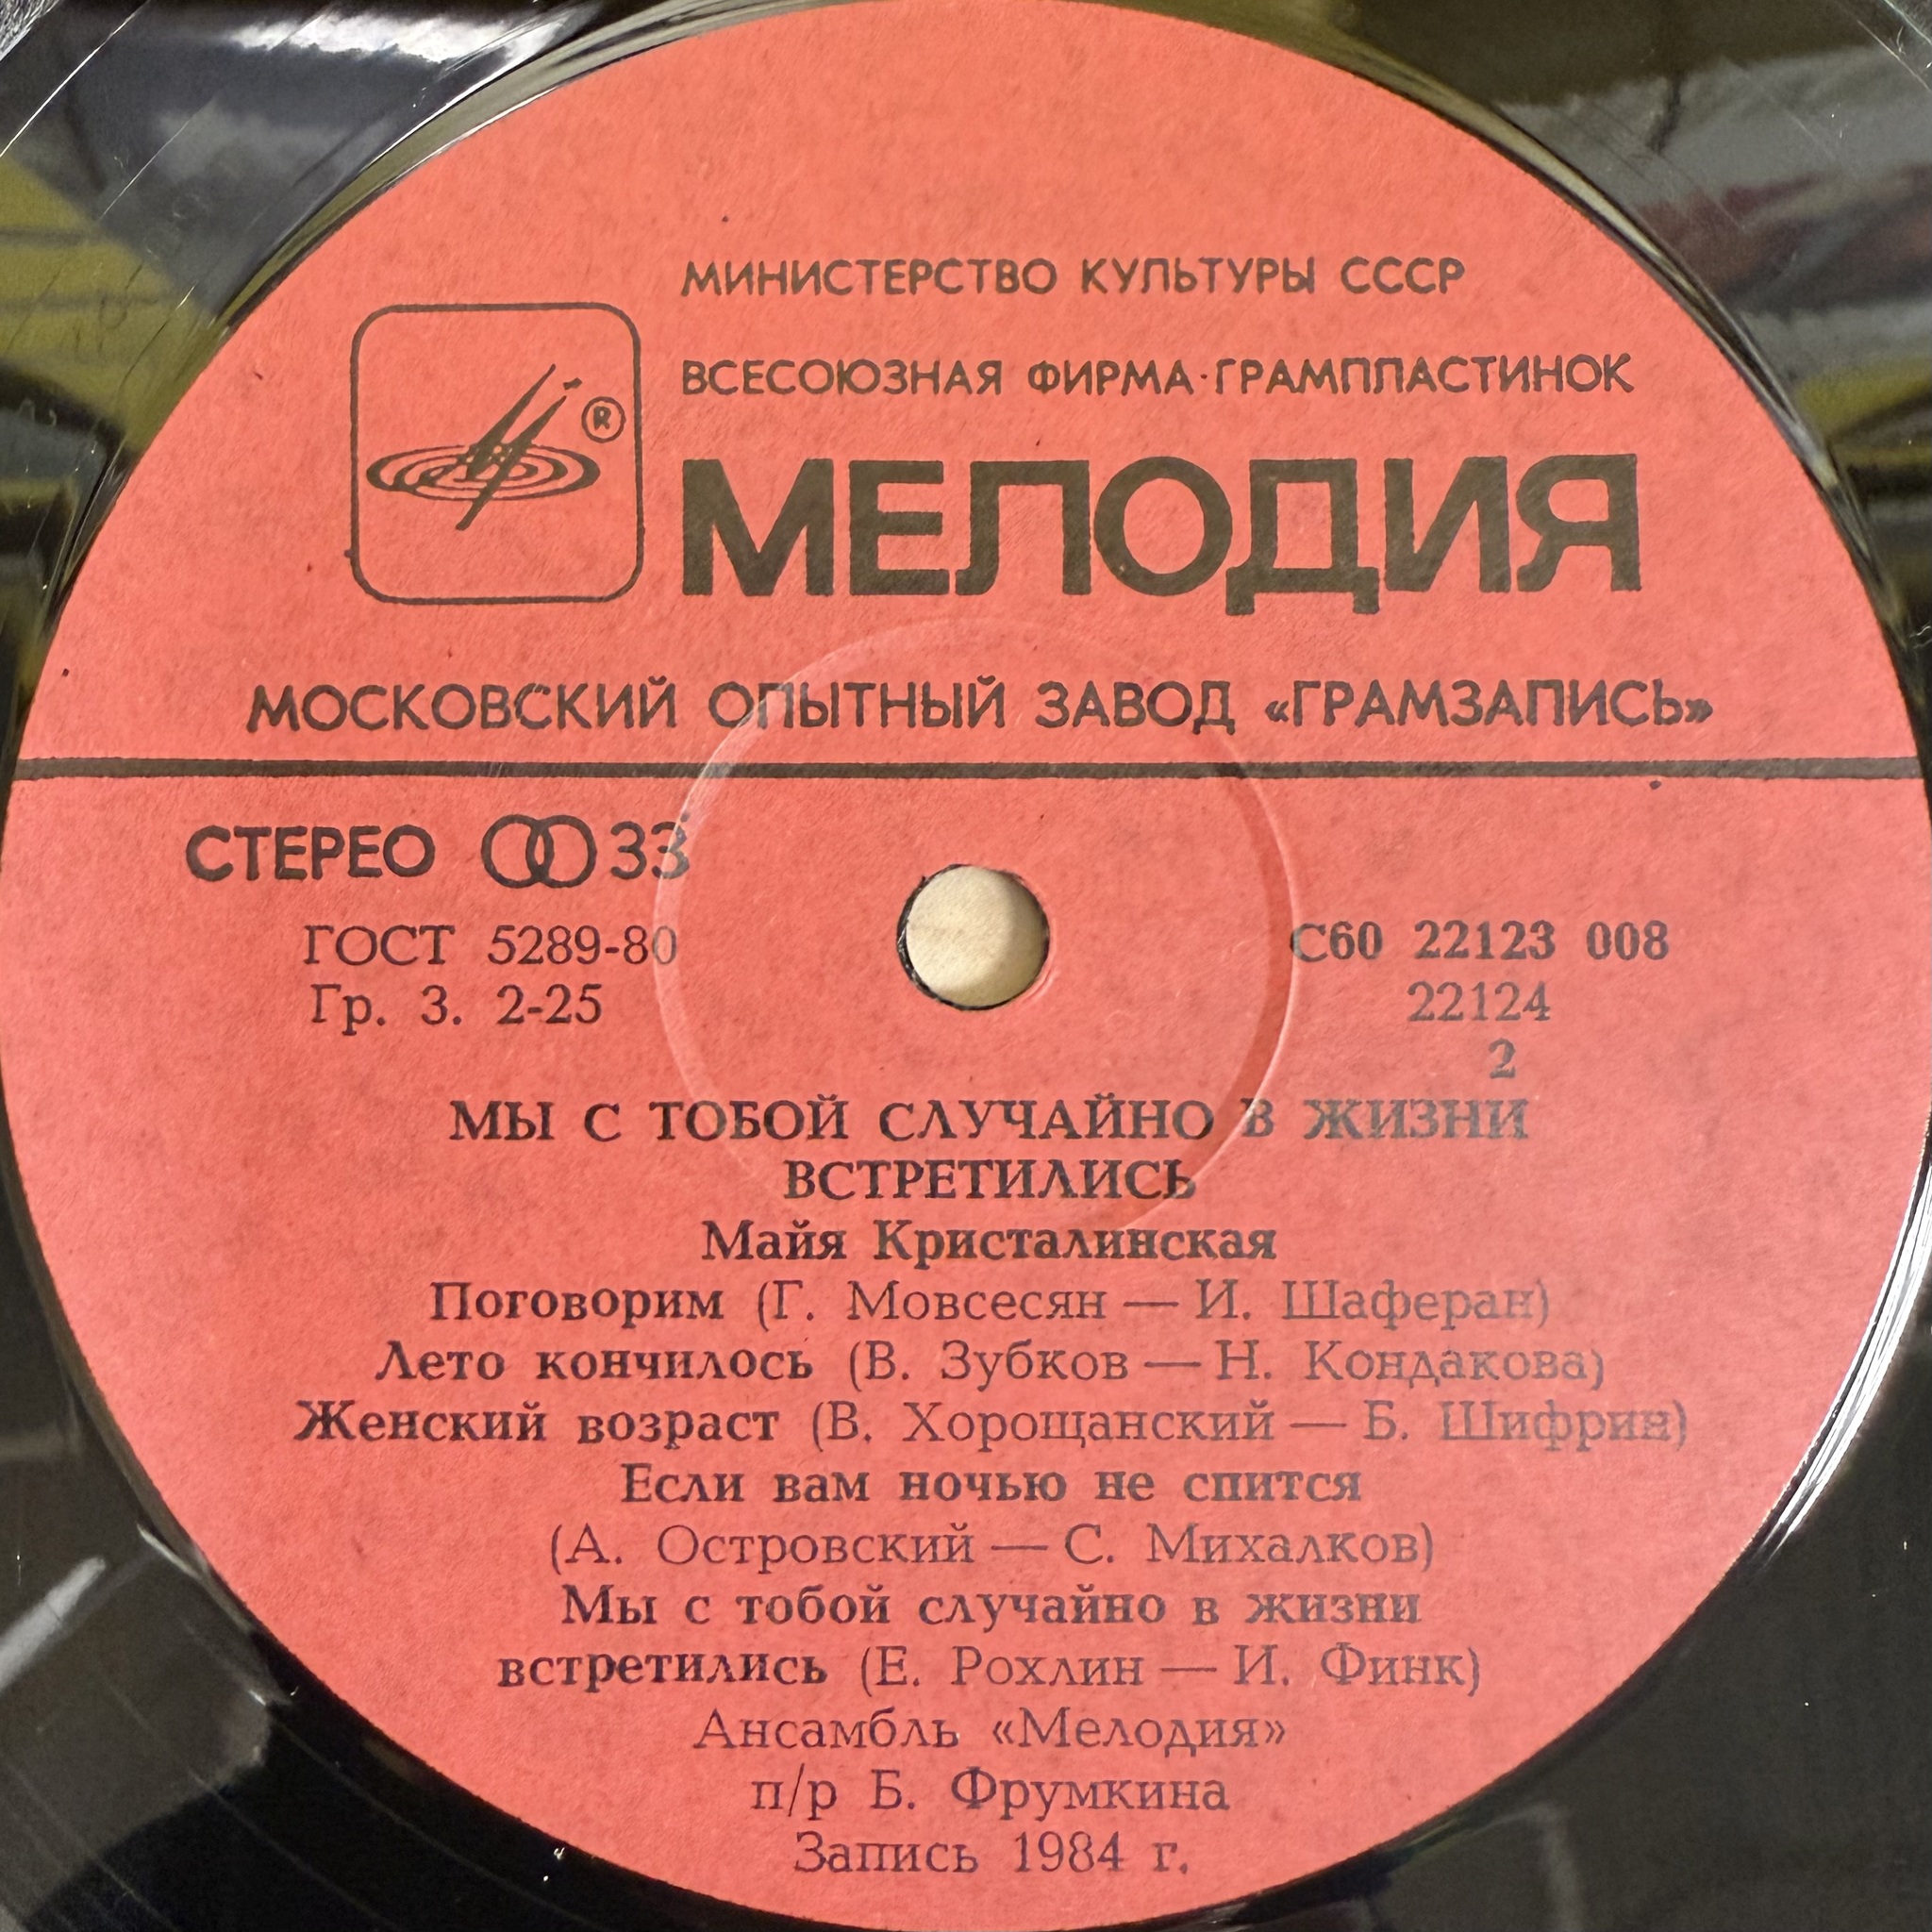 МИНИСТЕРСТВО КУЛЬТУРЫ СССР
ВСЕСОЮЗНАЯ ФИРМА·ГРАМПЛАСТИНОК
®
МЕЛОДИЯ
МОСКОВСКИЙ ОПЫТНЫЙ ЗАВОД «ГРАМЗАПИСЬ»
СТЕРЕО 33
ГОСТ 5289-80
Гр. 3. 2-25
С60 22123 008
22124
2
МЫ С ТОБОЙ СЛУЧАЙНО В ЖИЗНИ
ВСТРЕТИЛИСЬ
Майя Кристалинская
Поговорим (Г. Мовсесян — И. Шаферан)
Лето кончилось (В. Зубков — Н. Кондакова)
Женский возраст (В. Хорощанский — Б. Шифрин)
Если вам ночью не спится
(А. Островский — С. Михалков)
Мы с тобой случайно в жизни
встретились (Е. Рохлин — И. Финк)
Ансамбль «Мелодия»
п/р Б. Фрумкина
Запись 1984 г.